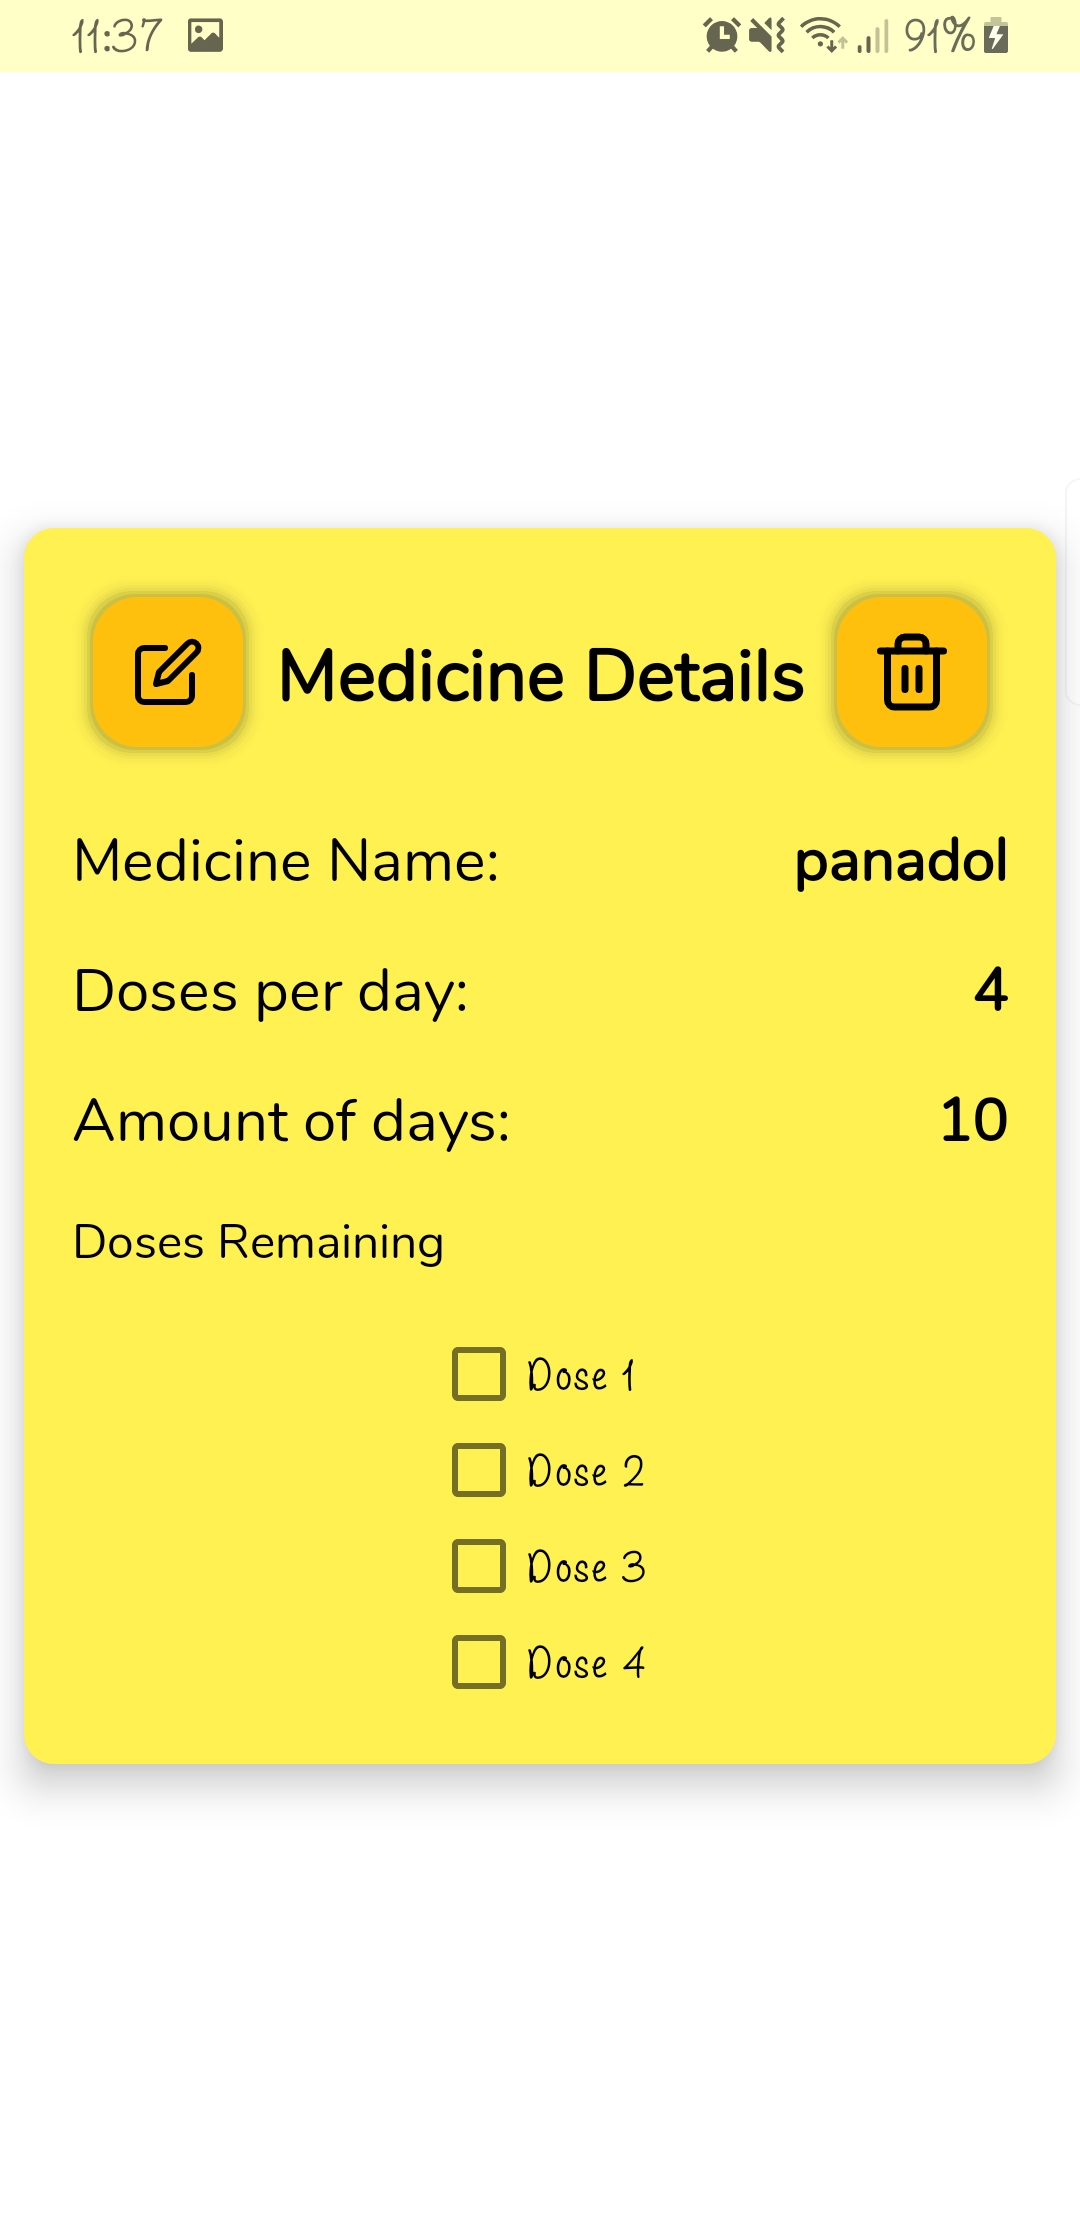 11:37 91%
Medicine Details
Medicine Name: panadol
Doses per day: 4
Amount of days: 10
Doses Remaining
Dose 1
Dose 2
Dose 3
Dose 4